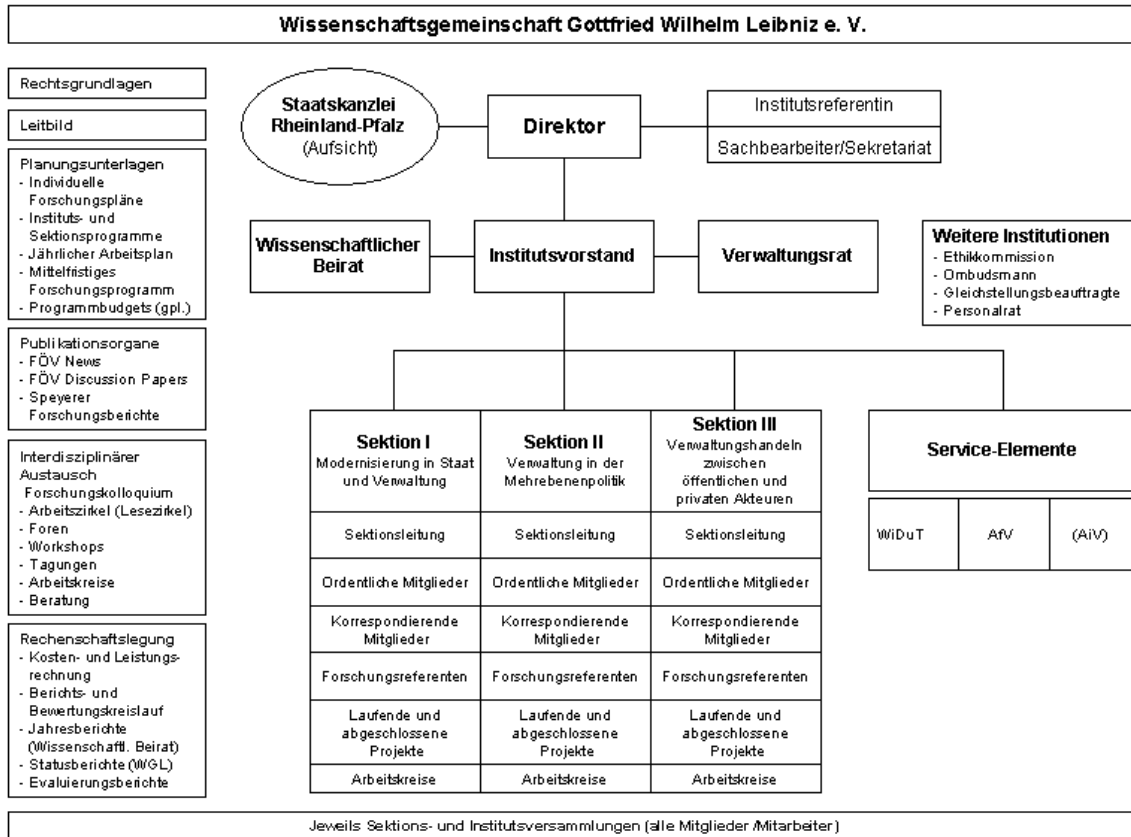 Wissenschaftsgemeinschaft Gottfried Wilhelm Leibniz e. V.
Rechtsgrundlagen
Leitbild
Planungsunterlagen
- Individuelle
Forschungspläne
- Instituts- und
Sektionsprogramme
- Jährlicher Arbeitsplan
- Mittelfristiges
Forschungsprogramm
- Programmbudgets (gpl.)
Publikationsorgane
- FÖV News
- FÖV Discussion Papers
- Speyerer
Forschungsberichte
Interdisziplinärer
Austausch
Forschungskolloquium
- Arbeitszirkel (Lesezirkel)
- Foren
- Workshops
- Tagungen
- Arbeitskreise
- Beratung
Rechenschaftslegung
- Kosten- und Leistungs-
rechnung
- Berichts- und
Bewertungskreislauf
- Jahresberichte
(Wissenschaftl. Beirat)
- Statusberichte (WGL)
- Evaluierungsberichte
Staatskanzlei
Rheinland-Pfalz
(Aufsicht)
Direktor
Institutsreferentin
Sachbearbeiter/Sekretariat
Wissenschaftlicher
Beirat
Institutsvorstand
Verwaltungsrat
Weitere Institutionen
- Ethikkommission
- Ombudsmann
- Gleichstellungsbeauftragte
- Personalrat
Sektion I
Modernisierung in Staat
und Verwaltung
Sektionsleitung
Ordentliche Mitglieder
Korrespondierende
Mitglieder
Forschungsreferenten
Laufende und
abgeschlossene
Projekte
Arbeitskreise
Sektion II
Verwaltung in der
Mehrebenenpolitik
Sektionsleitung
Ordentliche Mitglieder
Korrespondierende
Mitglieder
Forschungsreferenten
Laufende und
abgeschlossene
Projekte
Arbeitskreise
Sektion III
Verwaltungshandeln
zwischen
öffentlichen und
privaten Akteuren
Sektionsleitung
Ordentliche Mitglieder
Korrespondierende
Mitglieder
Forschungsreferenten
Laufende und
abgeschlossene
Projekte
Arbeitskreise
Service-Elemente
WiDuT
AfV
(AiV)
Jeweils Sektions- und Institutsversammlungen (alle Mitglieder /Mitarbeiter)